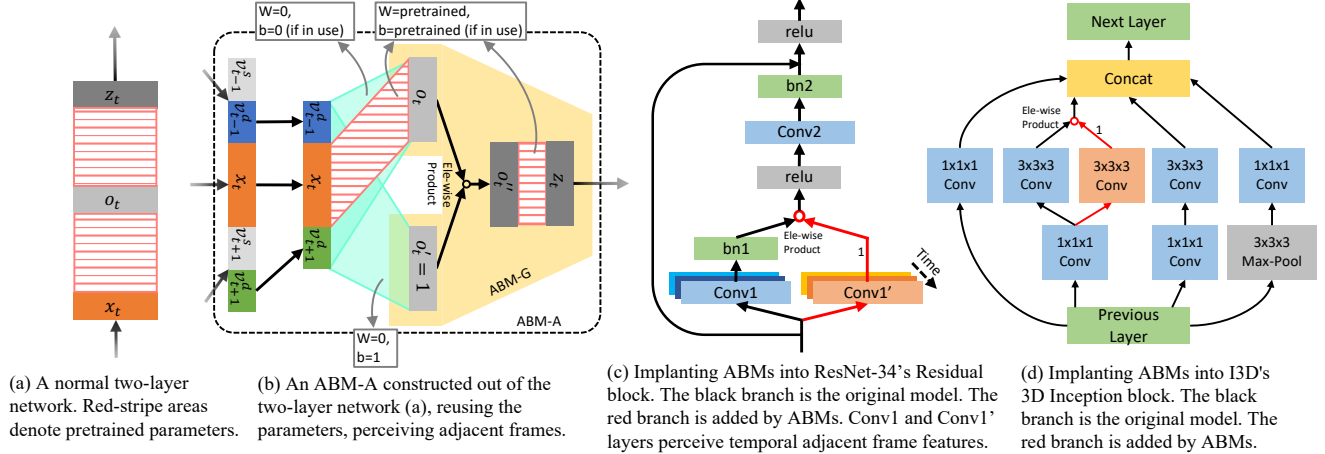 z_t
o_t
x_t
(a) A normal two-layer
network. Red-stripe areas
denote pretrained parameters.
W=0,
b=0 (if in use)
W=pretrained,
b=pretrained (if in use)
v^s_{t-1}
v^d_{t-1}
x_t
v^s_{t+1}
v^d_{t+1}
v^d_{t-1}
x_t
v^d_{t+1}
o_t
Ele-wise
Product
o'_t = 1
o''_t
z_t
ABM-G
ABM-A
W=0,
b=1
(b) An ABM-A constructed out of the
two-layer network (a), reusing the
parameters, perceiving adjacent frames.
relu
bn2
Conv2
relu
Ele-wise
Product
bn1
1
Time
Conv1
Conv1'
(c) Implanting ABMs into ResNet-34's Residual
block. The black branch is the original model. The
red branch is added by ABMs. Conv1 and Conv1'
layers perceive temporal adjacent frame features.
Next Layer
Concat
Ele-wise
Product
1
1x1x1
Conv
3x3x3
Conv
3x3x3
Conv
3x3x3
Conv
1x1x1
Conv
1x1x1
Conv
1x1x1
Conv
3x3x3
Max-Pool
Previous
Layer
(d) Implanting ABMs into I3D's
3D Inception block. The black
branch is the original model. The
red branch is added by ABMs.